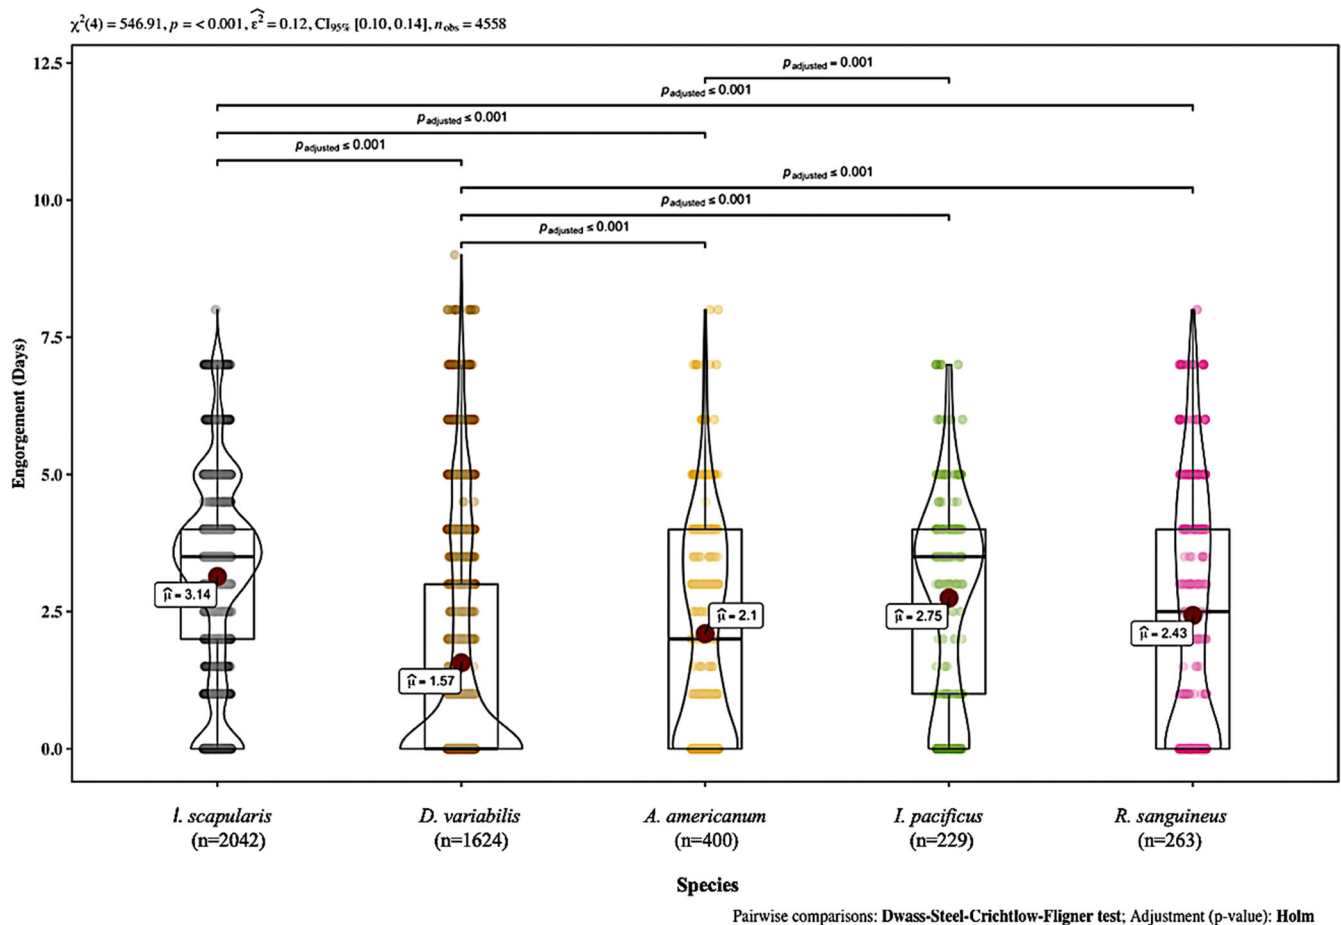 χ²(4) = 546.91, p = < 0.001, ε̂² = 0.12, CI95% [0.10, 0.14], nobs = 4558
12.5
padjusted = 0.001
padjusted ≤ 0.001
padjusted ≤ 0.001
padjusted ≤ 0.001
10.0
padjusted ≤ 0.001
padjusted ≤ 0.001
padjusted ≤ 0.001
7.5
Engorgement (Days)
5.0
2.5
0.0
μ̂ = 3.14
μ̂ = 1.57
μ̂ = 2.1
μ̂ = 2.75
μ̂ = 2.43
I. scapularis
(n=2042)
D. variabilis
(n=1624)
A. americanum
(n=400)
I. pacificus
(n=229)
R. sanguineus
(n=263)
Species
Pairwise comparisons: Dwass-Steel-Crichtlow-Fligner test; Adjustment (p-value): Holm